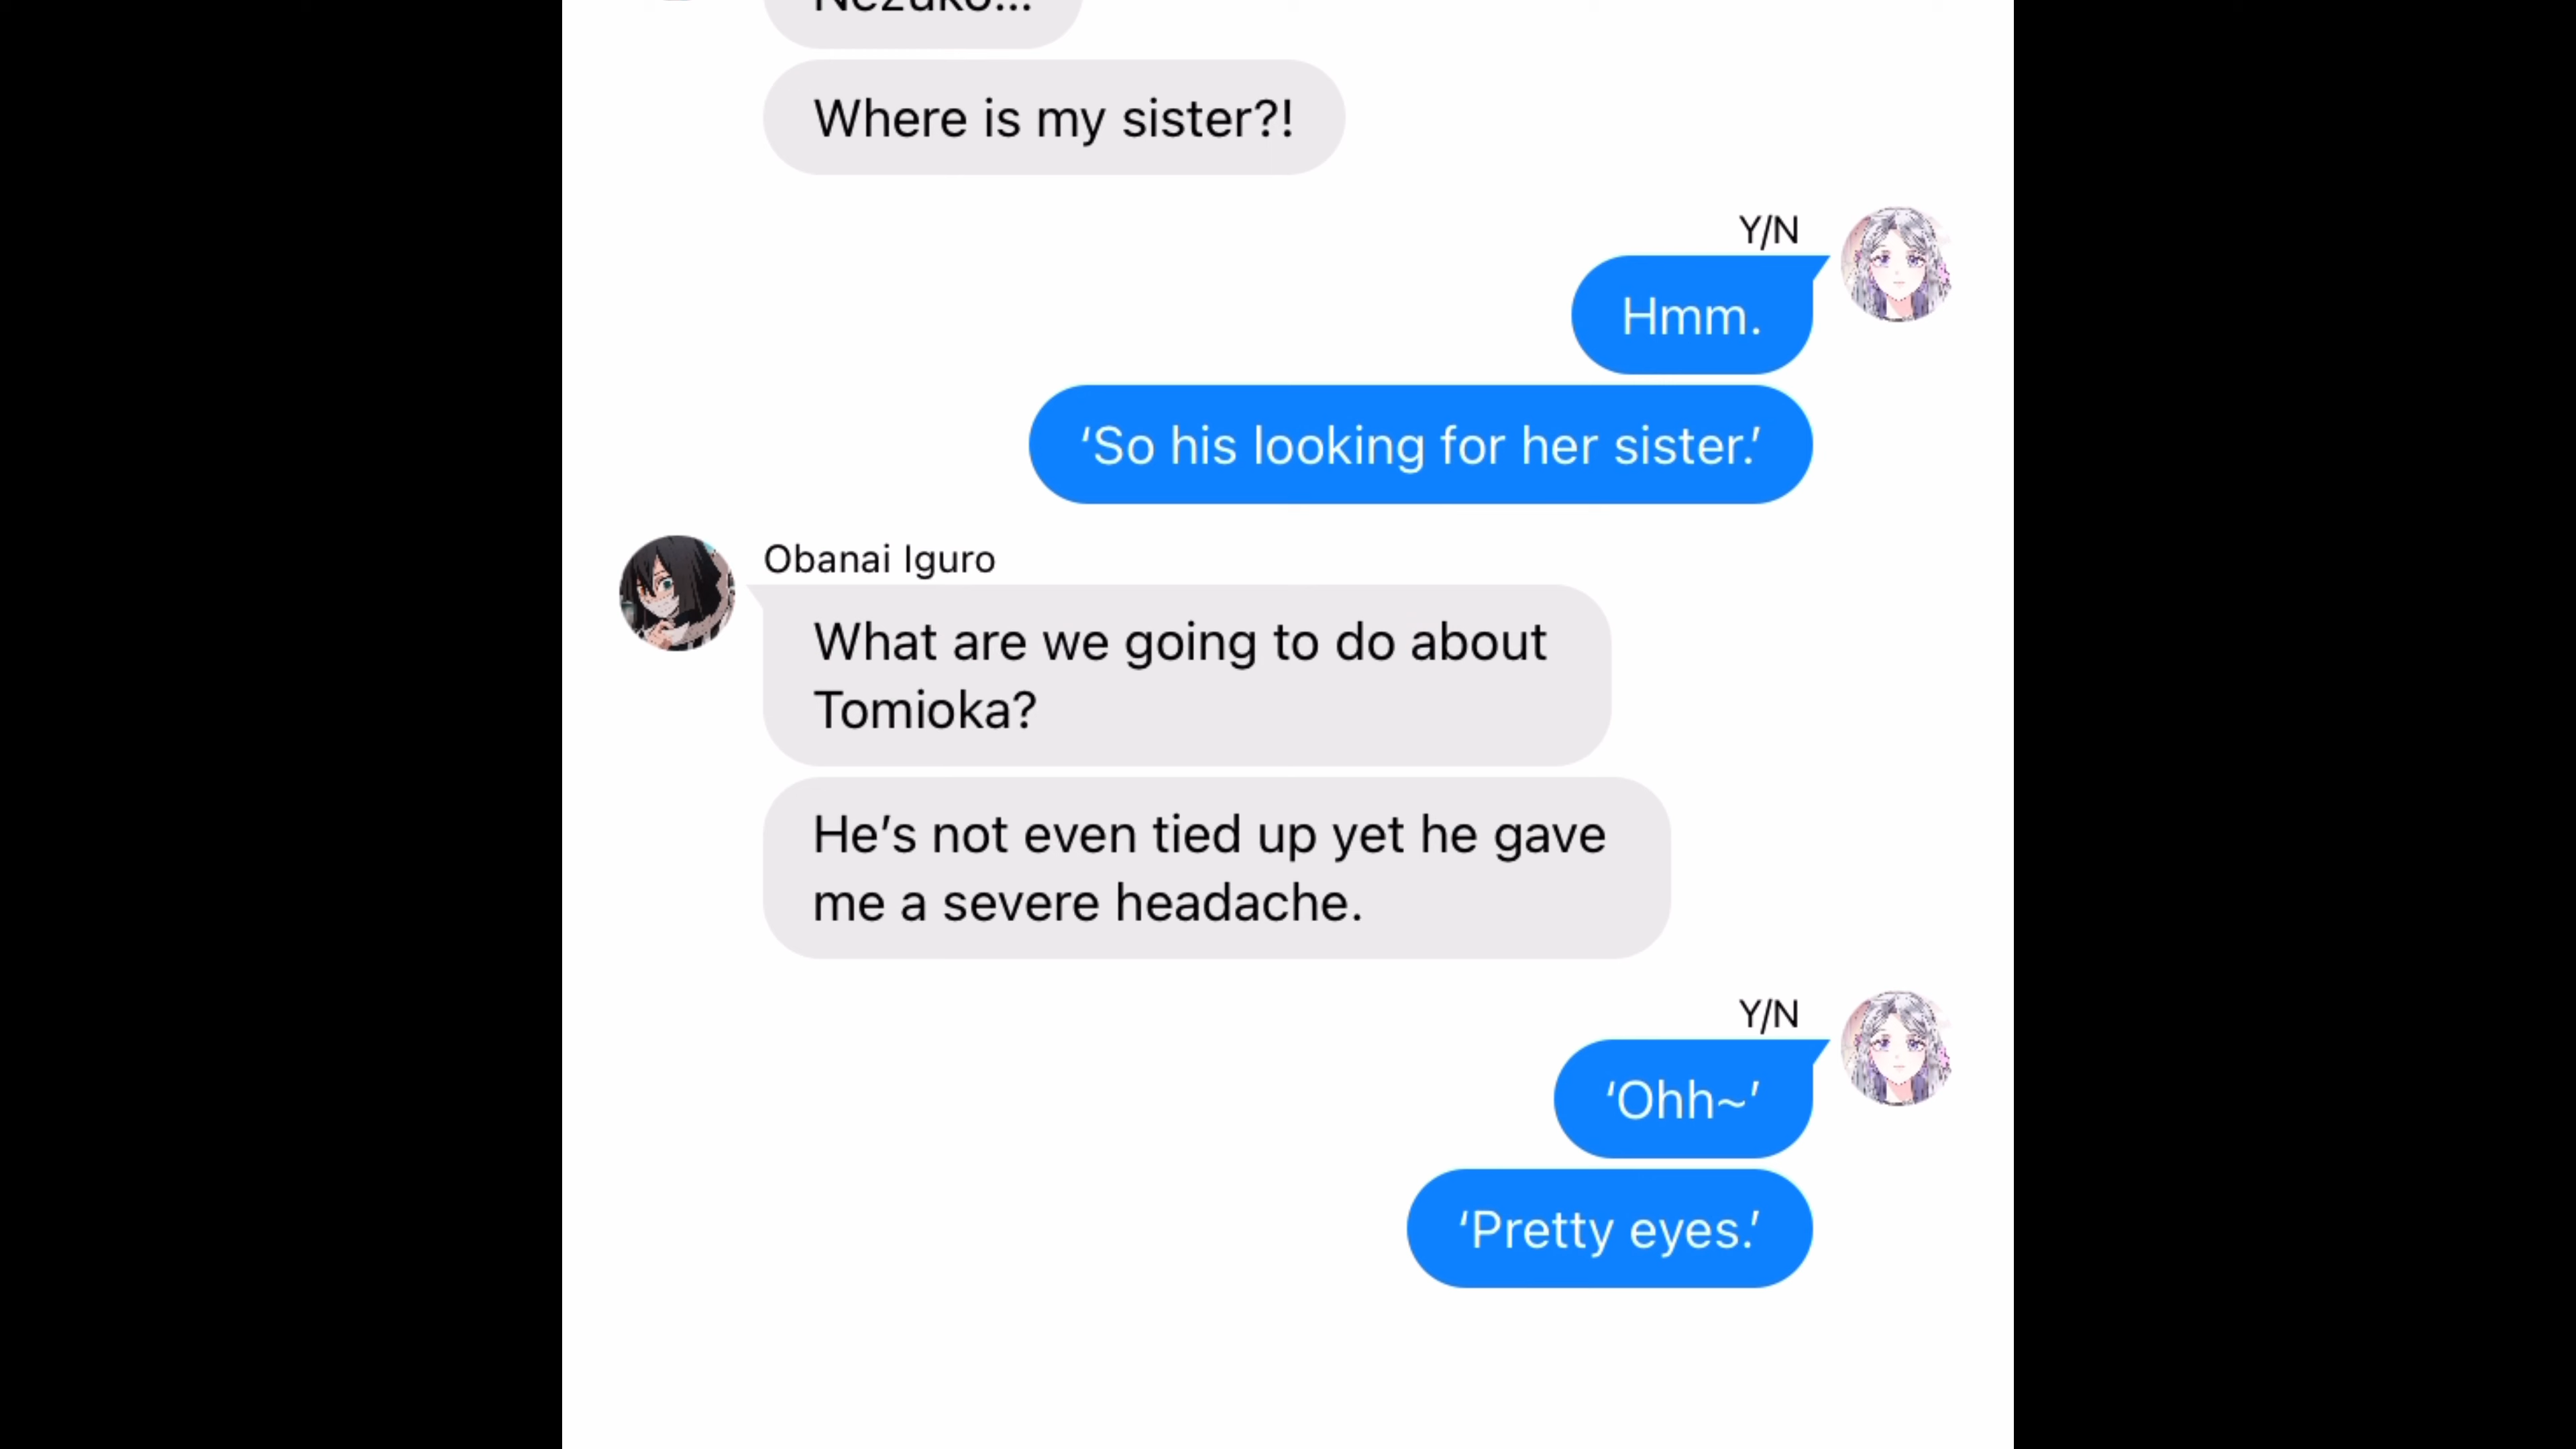 Nezuko...
Where is my sister?!
Y/N
Hmm.
‘So his looking for her sister.’
Obanai Iguro
What are we going to do about
Tomioka?
He’s not even tied up yet he gave
me a severe headache.
Y/N
‘Ohh~’
‘Pretty eyes.’